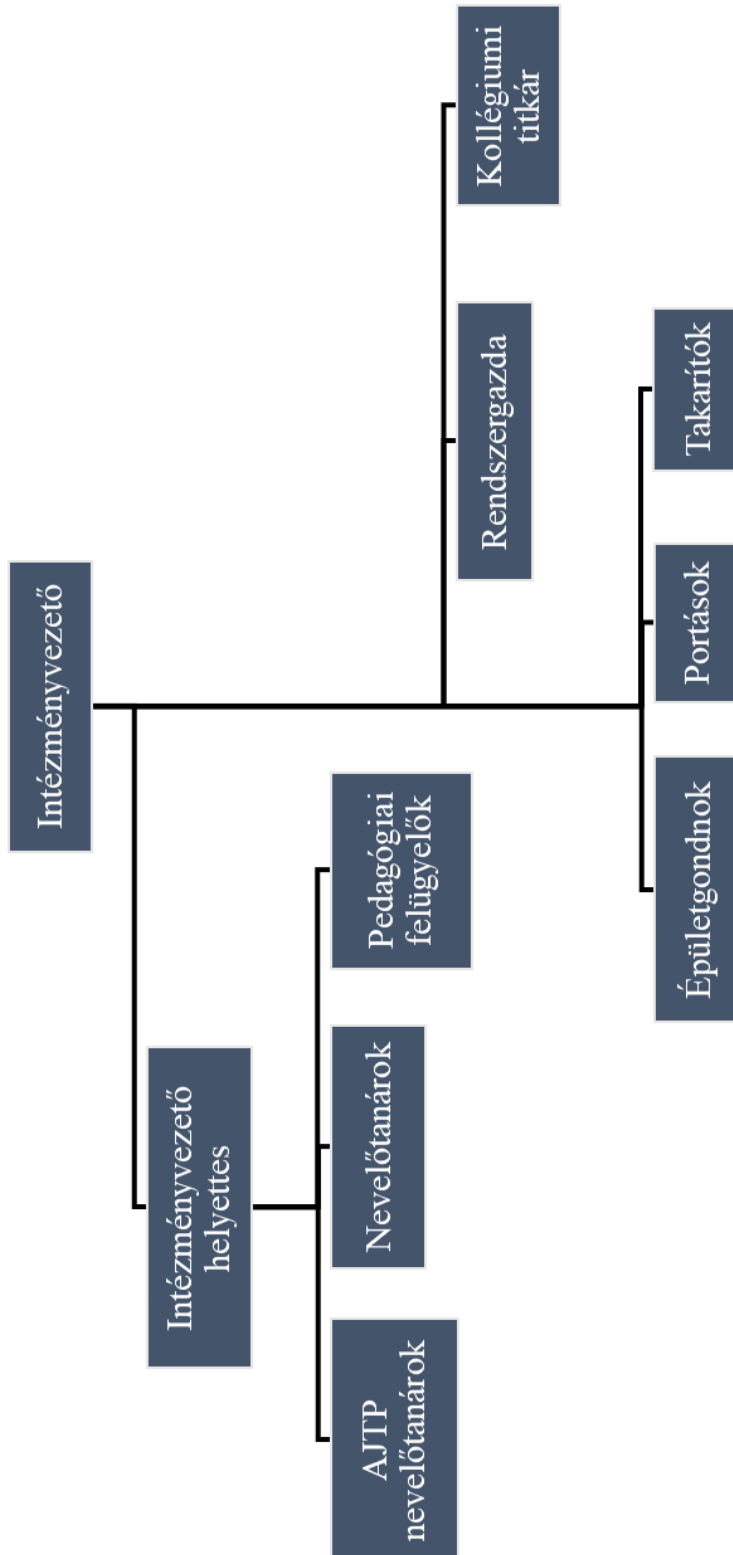 Intézményvezető
Intézményvezető
helyettes
AJTP
nevelőtanárok
Nevelőtanárok
Pedagógiai
felügyelők
Rendszergazda
Kollégiumi
titkár
Épületgondnok
Portások
Takarítók